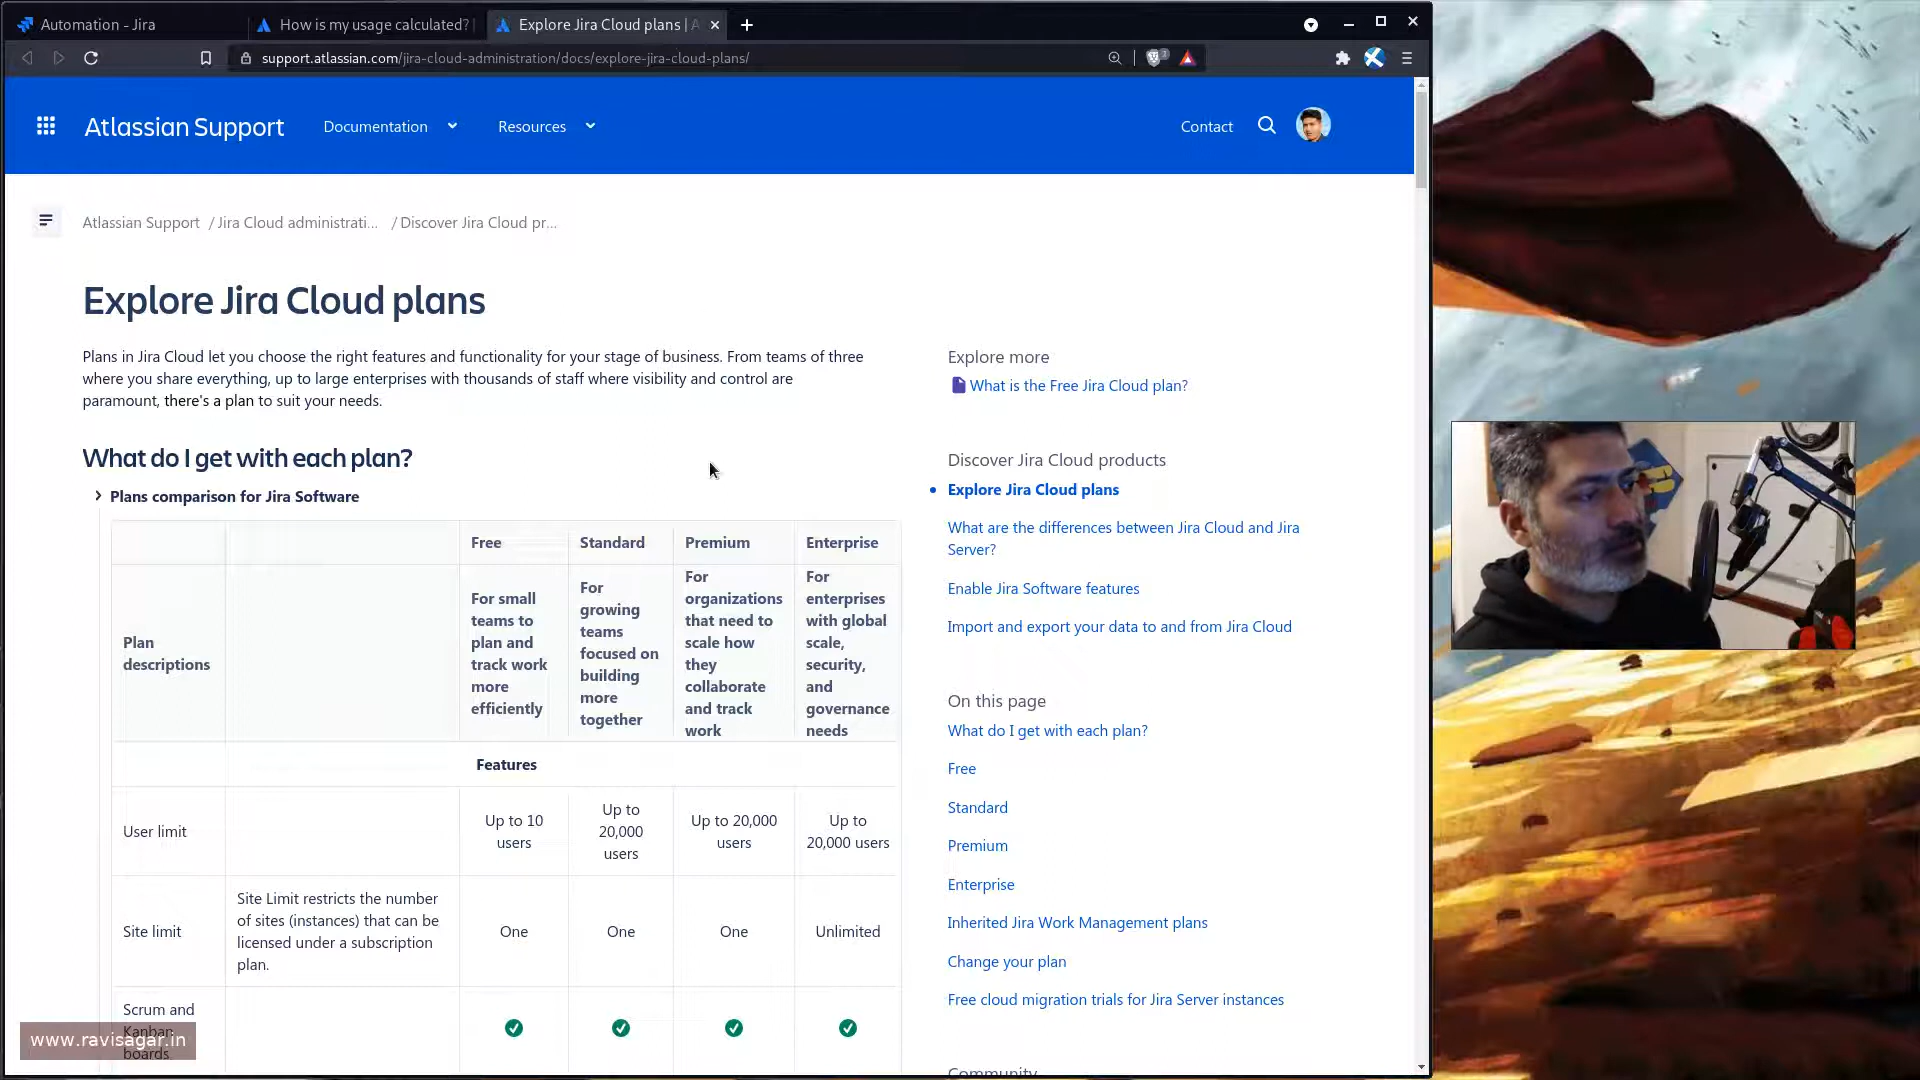 Automation - Jira
How is my usage calculated?
Explore Jira Cloud plans | A
support.atlassian.com/jira-cloud-administration/docs/explore-jira-cloud-plans/
Atlassian Support
Documentation
Resources
Contact
Atlassian Support / Jira Cloud administrati... / Discover Jira Cloud pr...
Explore Jira Cloud plans
Plans in Jira Cloud let you choose the right features and functionality for your stage of business. From teams of three
where you share everything, up to large enterprises with thousands of staff where visibility and control are
paramount, there's a plan to suit your needs.
What do I get with each plan?
Plans comparison for Jira Software
Free
Standard
Premium
Enterprise
Plan
descriptions
For small
teams to
plan and
track work
more
efficiently
For
growing
teams
focused on
building
more
together
For
organizations
that need to
scale how
they
collaborate
and track
work
For
enterprises
with global
scale,
security,
and
governance
needs
Features
User limit
Up to 10
users
Up to
20,000
users
Up to 20,000
users
Up to
20,000 users
Site limit
Site Limit restricts the number
of sites (instances) that can be
licensed under a subscription
plan.
One
One
One
Unlimited
Scrum and
Kanban
boards
www.ravisagar.in
Explore more
What is the Free Jira Cloud plan?
Discover Jira Cloud products
Explore Jira Cloud plans
What are the differences between Jira Cloud and Jira
Server?
Enable Jira Software features
Import and export your data to and from Jira Cloud
On this page
What do I get with each plan?
Free
Standard
Premium
Enterprise
Inherited Jira Work Management plans
Change your plan
Free cloud migration trials for Jira Server instances
Community